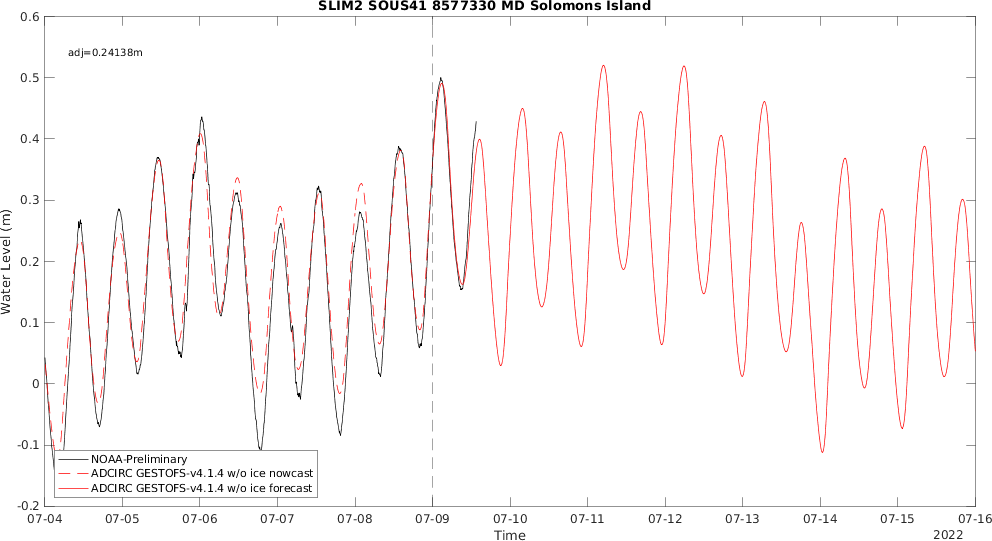 SLIM2 SOUS41 8577330 MD Solomons Island
adj=0.24138m
0.6
0.5
0.4
0.3
0.2
0.1
0
-0.1
-0.2
Water Level (m)
NOAA-Preliminary
ADCIRC GESTOFS-v4.1.4 w/o ice nowcast
ADCIRC GESTOFS-v4.1.4 w/o ice forecast
07-04 07-05 07-06 07-07 07-08 07-09 07-10 07-11 07-12 07-13 07-14 07-15 07-16
Time
2022